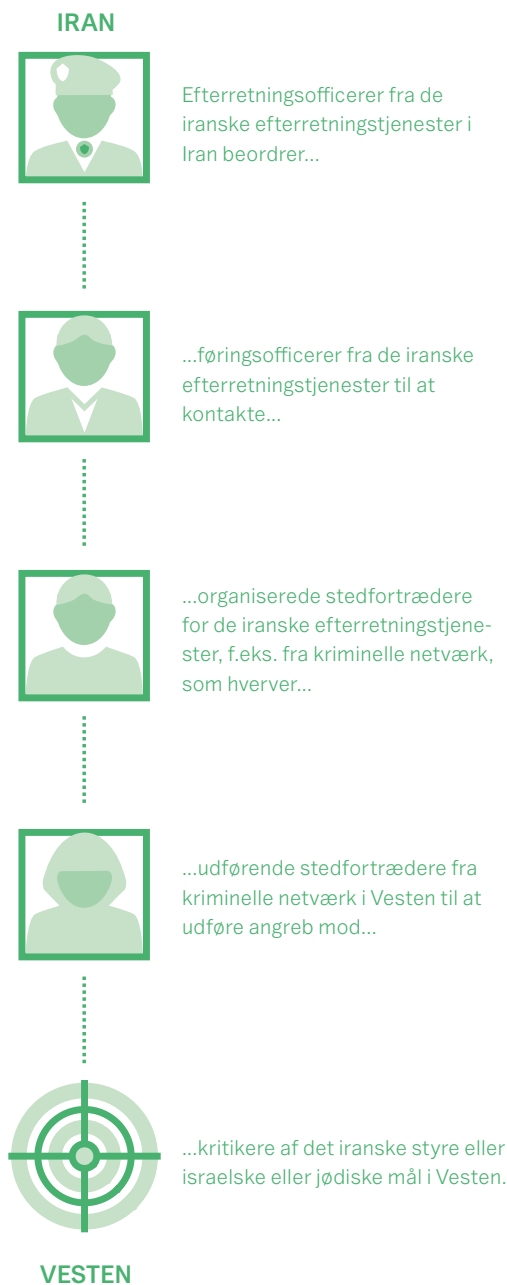 IRAN
Efterretningsofficerer fra de
iranske efterretningstjenester i
Iran beordrer...
...føringsofficerer fra de iranske
efterretningstjenester til at
kontakte...
...organiserede stedfortrædere
for de iranske efterretningstjene-
ster, f.eks. fra kriminelle netværk,
som hverver...
...udførende stedfortrædere fra
kriminelle netværk i Vesten til at
udføre angreb mod...
...kritikere af det iranske styre eller
israelske eller jødiske mål i Vesten.
VESTEN